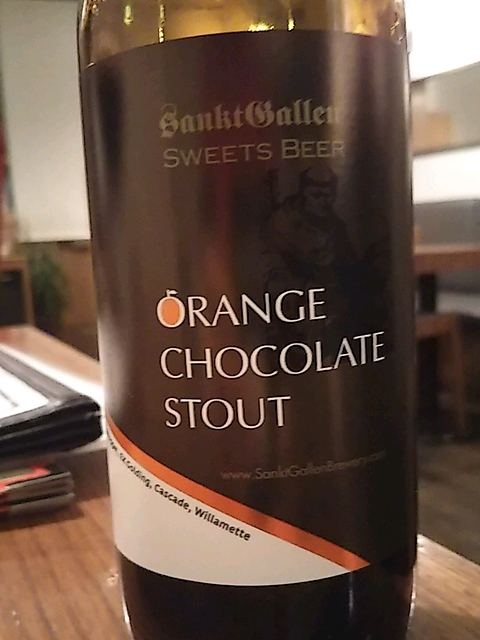 SanktGallen
SWEETS BEER
ORANGE
CHOCOLATE
STOUT
www.SanktGallenBrewery.com
Golding, Cascade, Willamette